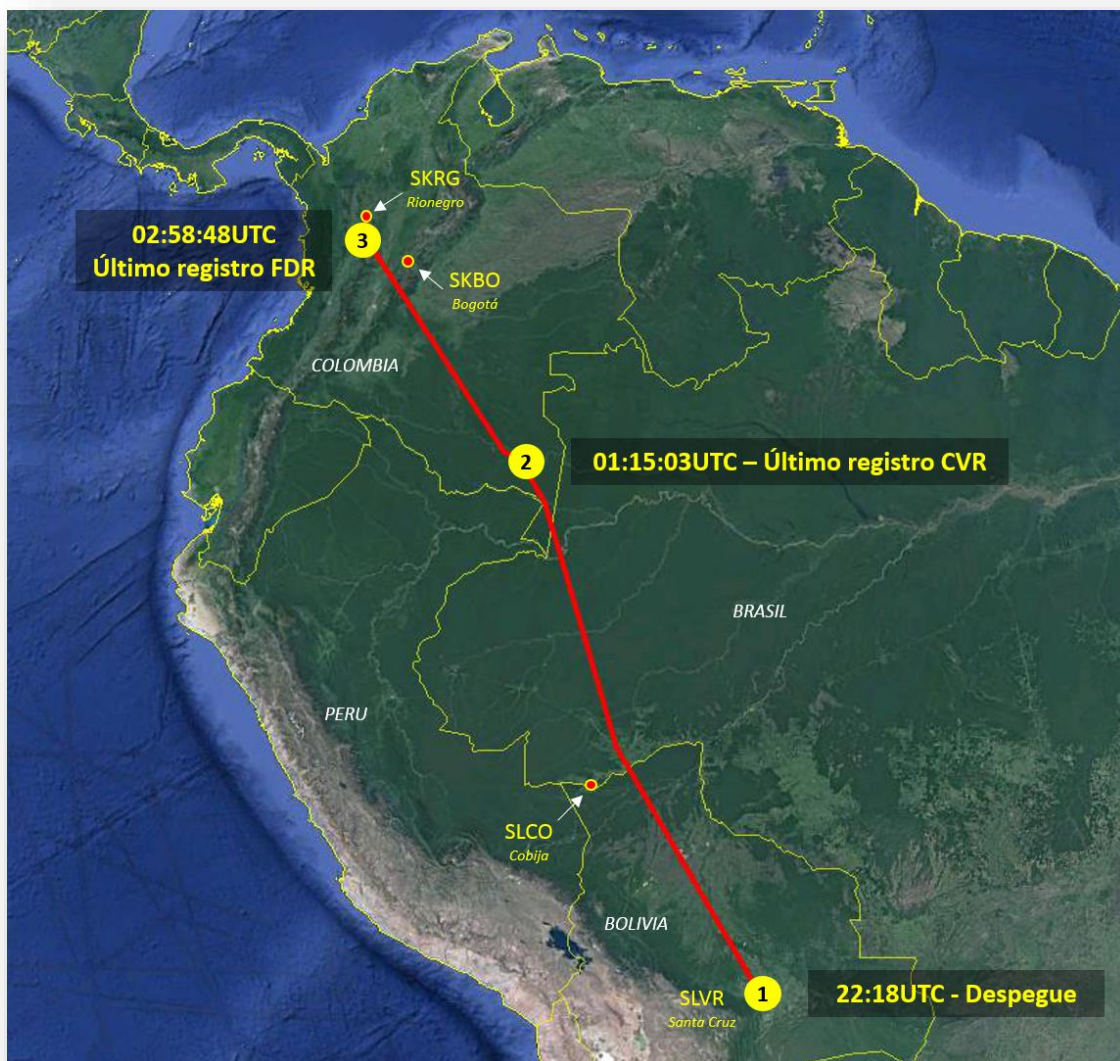 SKRG
Rionegro
02:58:48UTC
Último registro FDR
3
SKBO
Bogotá
COLOMBIA
2
01:15:03UTC – Último registro CVR
BRASIL
PERU
SLCO
Cobija
BOLIVIA
SLVR
Santa Cruz
1
22:18UTC - Despegue